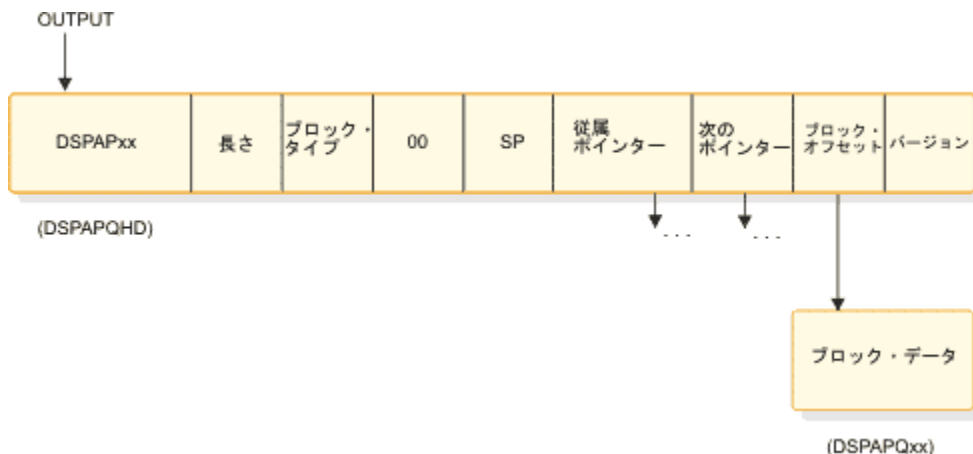 OUTPUT
DSPAPxx
長さ
ブロック・
タイプ
00
SP
従属
ポインター
次の
ポインター
ブロック・
オフセット
バージョン
(DSPAPQHD)
...
...
ブロック・データ
(DSPAPQxx)